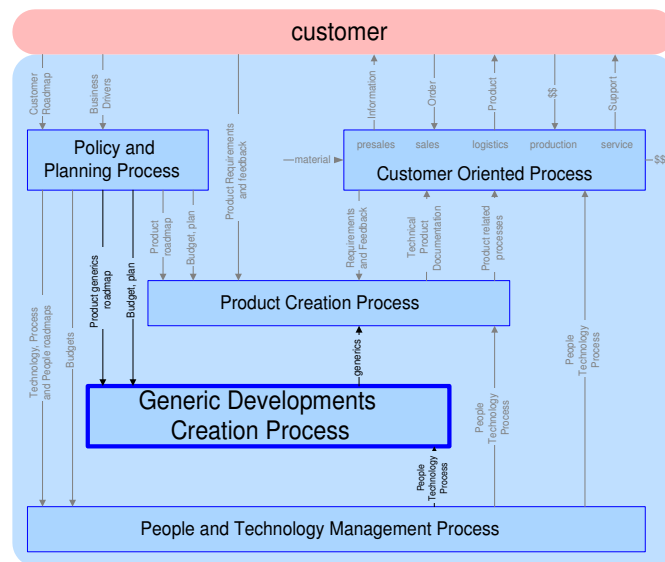 customer
Customer
Roadmap
Business
Drivers
Product Requirements
and feedback
Information
Order
Product
$$
Support
Policy and
Planning Process
presales
sales
logistics
production
service
material
Customer Oriented Process
$$
Technology, Process
and People roadmaps
Budgets
Product generics
roadmap
Budget, plan
Product
roadmap
Budget, plan
Requirements
and Feedback
Technical
Product
Documentation
Product related
processes
People
Technology
Process
Product Creation Process
generics
Generic Developments
Creation Process
People
Technology
Process
People
Technology
Process
People and Technology Management Process